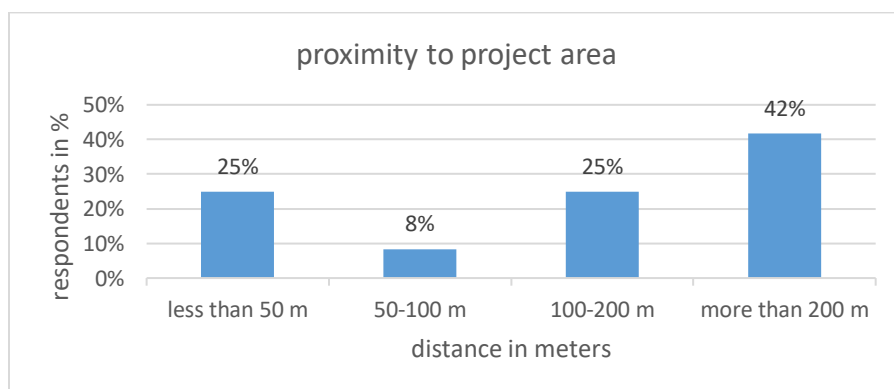 proximity to project area
respondents in %
50%
40%
30%
20%
10%
0%
25%
8%
25%
42%
less than 50 m
50-100 m
100-200 m
more than 200 m
distance in meters